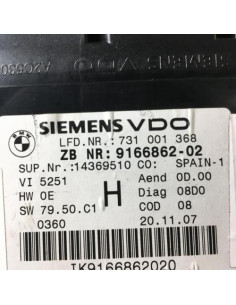 SIEMENS VDO
LFD.NR.: 731 001 368
ZB NR: 9166862-02
SUP.Nr.:14369510 CO: SPAIN-1
VI 5251 H Aend 0D.00
HW 0E Diag 08D0
SW 79.50.C1 COD 08
0360 20.11.07
IK9166862020